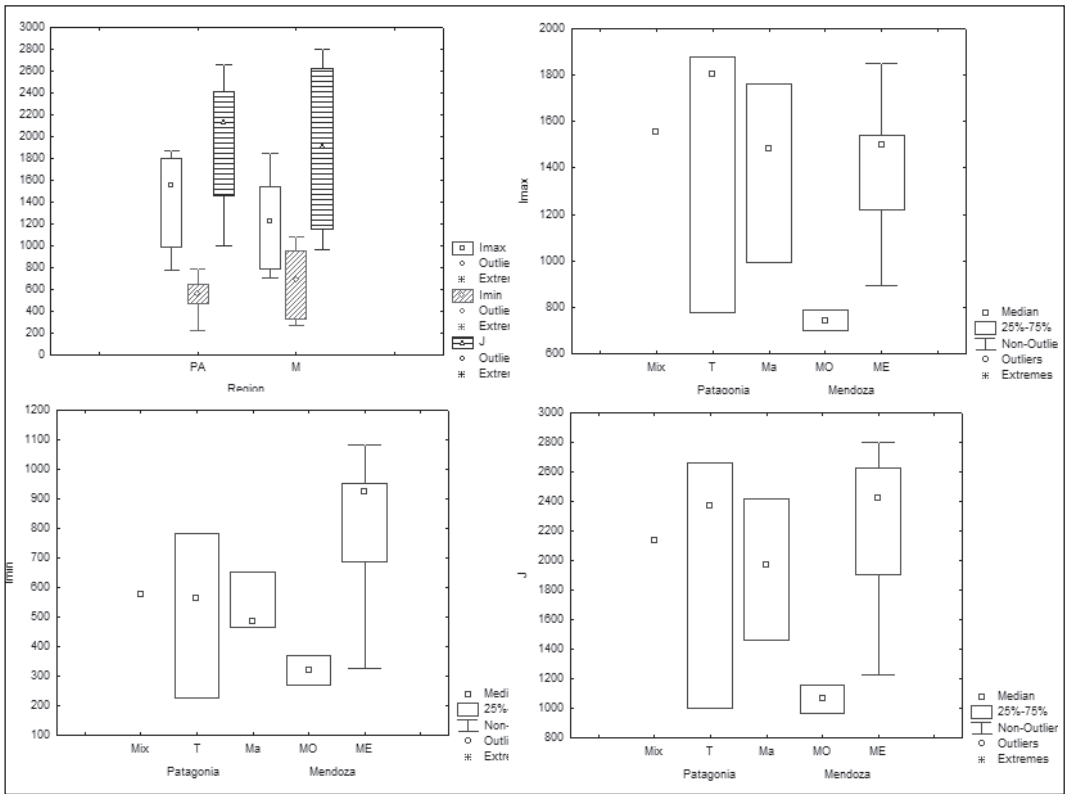 3000
2800
2600
2400
2200
2000
1800
1600
1400
1200
1000
800
600
400
200
0
PA M
Region
Imax
Outlie
Extrer
Imin
Outlie
Extrer
J
Outlie
Extrer
2000
1800
1600
1400
1200
1000
800
600
Imax
Mix T Ma MO ME
Patagonia Mendoza
Median
25%-75%
Non-Outlie
Outliers
Extremes
1200
1100
1000
900
800
700
600
500
400
300
200
100
Imin
Mix T Ma MO ME
Patagonia Mendoza
Medi
25%-
Non-
Outli
Extre
3000
2800
2600
2400
2200
2000
1800
1600
1400
1200
1000
800
J
Mix T Ma MO ME
Patagonia Mendoza
Median
25%-75%
Non-Outlier
Outliers
Extremes